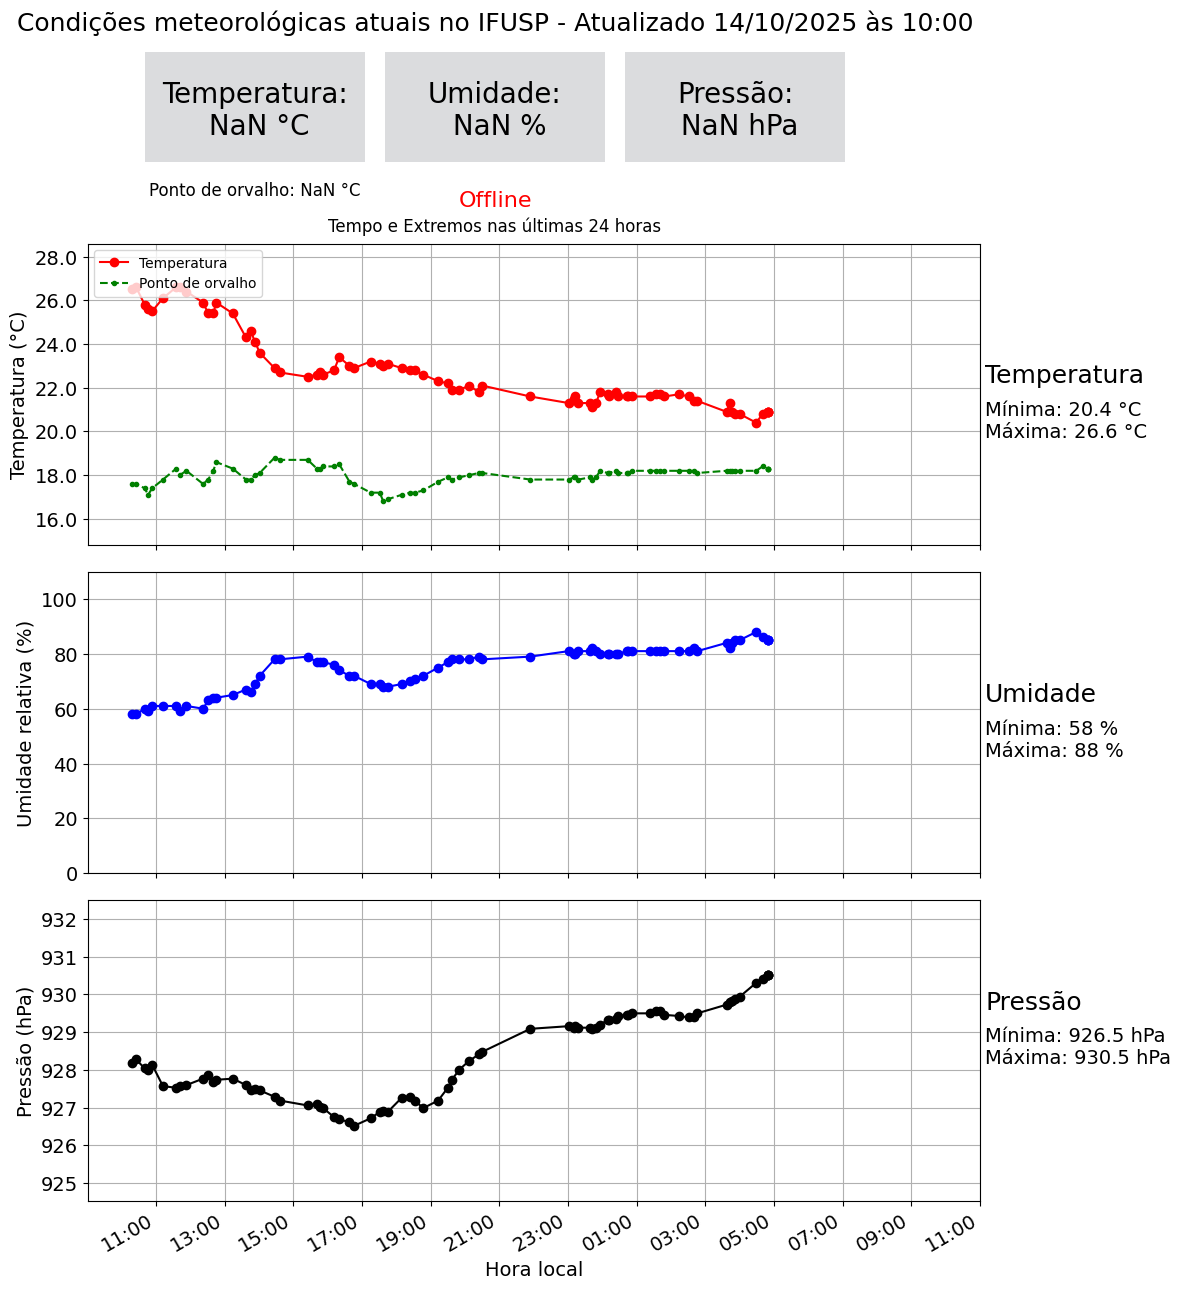 Condições meteorológicas atuais no IFUSP - Atualizado 14/10/2025 às 10:00
Temperatura:
NaN °C
Umidade:
NaN %
Pressão:
NaN hPa
Ponto de orvalho: NaN °C
Offline
Tempo e Extremos nas últimas 24 horas
Temperatura
Ponto de orvalho
Temperatura (°C)
28.0
26.0
24.0
22.0
20.0
18.0
16.0
Temperatura
Mínima: 20.4 °C
Máxima: 26.6 °C
Umidade relativa (%)
100
80
60
40
20
0
Umidade
Mínima: 58 %
Máxima: 88 %
Pressão (hPa)
932
931
930
929
928
927
926
925
Pressão
Mínima: 926.5 hPa
Máxima: 930.5 hPa
11:00
13:00
15:00
17:00
19:00
21:00
23:00
01:00
03:00
05:00
07:00
09:00
11:00
Hora local